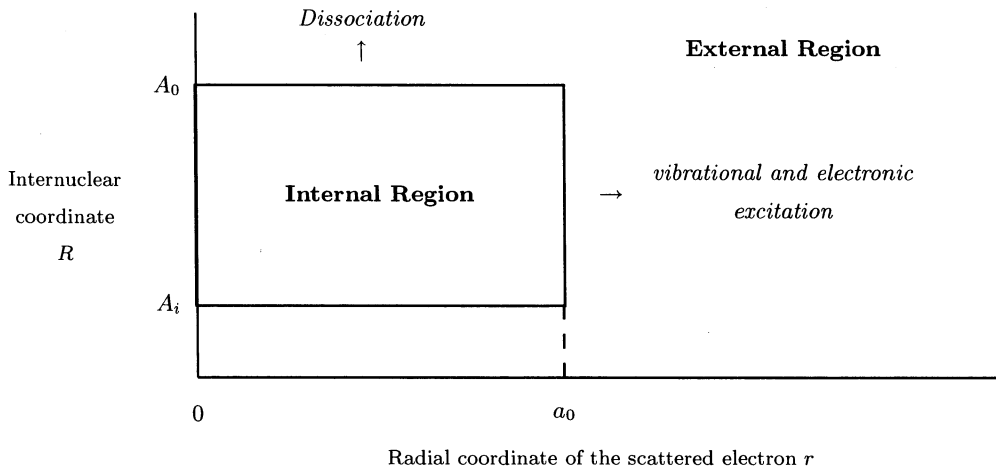 Dissociation
↑
External Region
A₀
Internuclear
coordinate
R
Internal Region
→
vibrational and electronic
excitation
Aᵢ
0
a₀
Radial coordinate of the scattered electron r